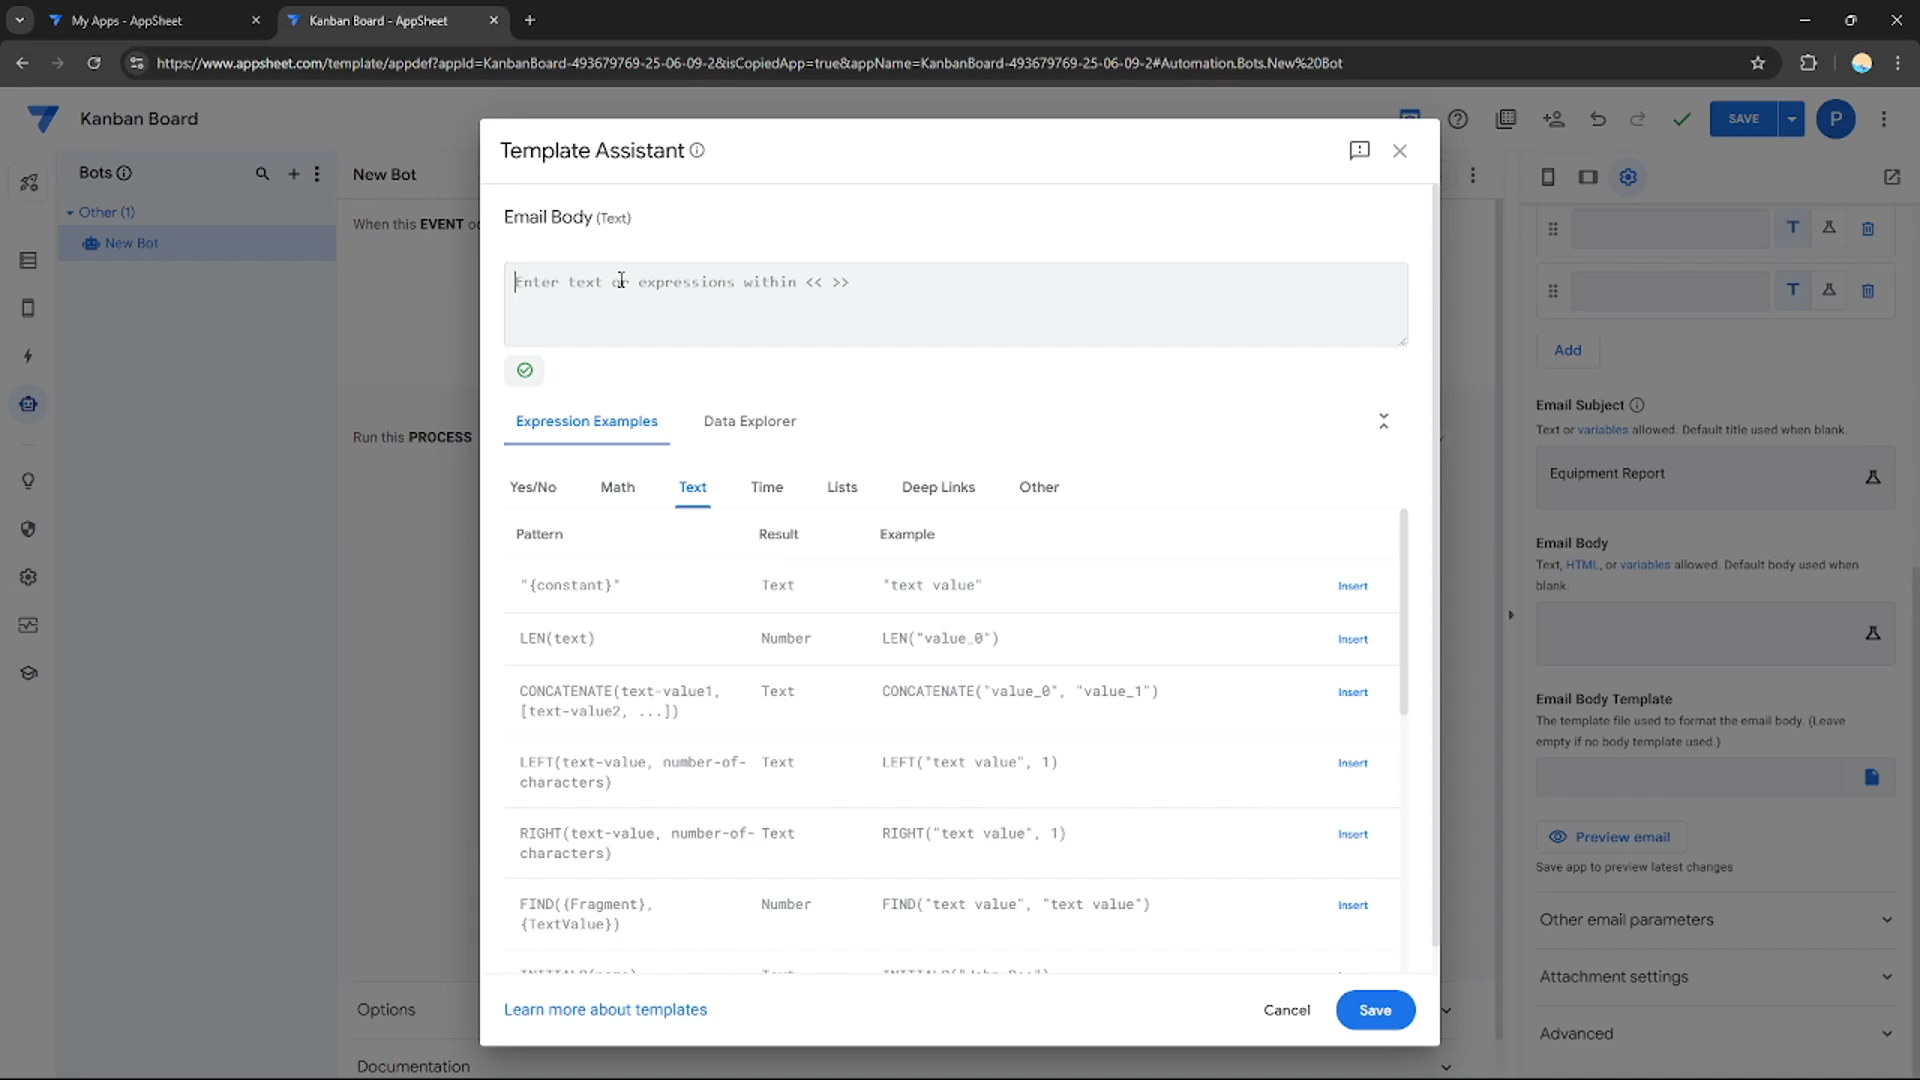 My Apps - AppSheet
Kanban Board - AppSheet
https://www.appsheet.com/template/appdef?appId=KanbanBoard-493679769-25-06-09-2&isCopiedApp=true&appName=KanbanBoard-493679769-25-06-09-2#Automation.Bots.New%20Bot
Kanban Board
SAVE
P
Bots
Other (1)
New Bot
New Bot
When this EVENT
Run this PROCESS
Options
Documentation
Template Assistant
Email Body (Text)
Enter text or expressions within << >>
Expression Examples
Data Explorer
Yes/No
Math
Text
Time
Lists
Deep Links
Other
Pattern Result Example
"{constant}" Text "text value" Insert
LEN(text) Number LEN("value_0") Insert
CONCATENATE(text-value1, Text CONCATENATE("value_0", "value_1") Insert
[text-value2, ...])
LEFT(text-value, number-of- Text LEFT("text value", 1) Insert
characters)
RIGHT(text-value, number-of- Text RIGHT("text value", 1) Insert
characters)
FIND({Fragment}, Number FIND("text value", "text value") Insert
{TextValue})
Learn more about templates
Cancel
Save
Add
Email Subject
Text or variables allowed. Default title used when blank.
Equipment Report
Email Body
Text, HTML, or variables allowed. Default body used when
blank.
Email Body Template
The template file used to format the email body. (Leave
empty if no body template used.)
Preview email
Save app to preview latest changes
Other email parameters
Attachment settings
Advanced